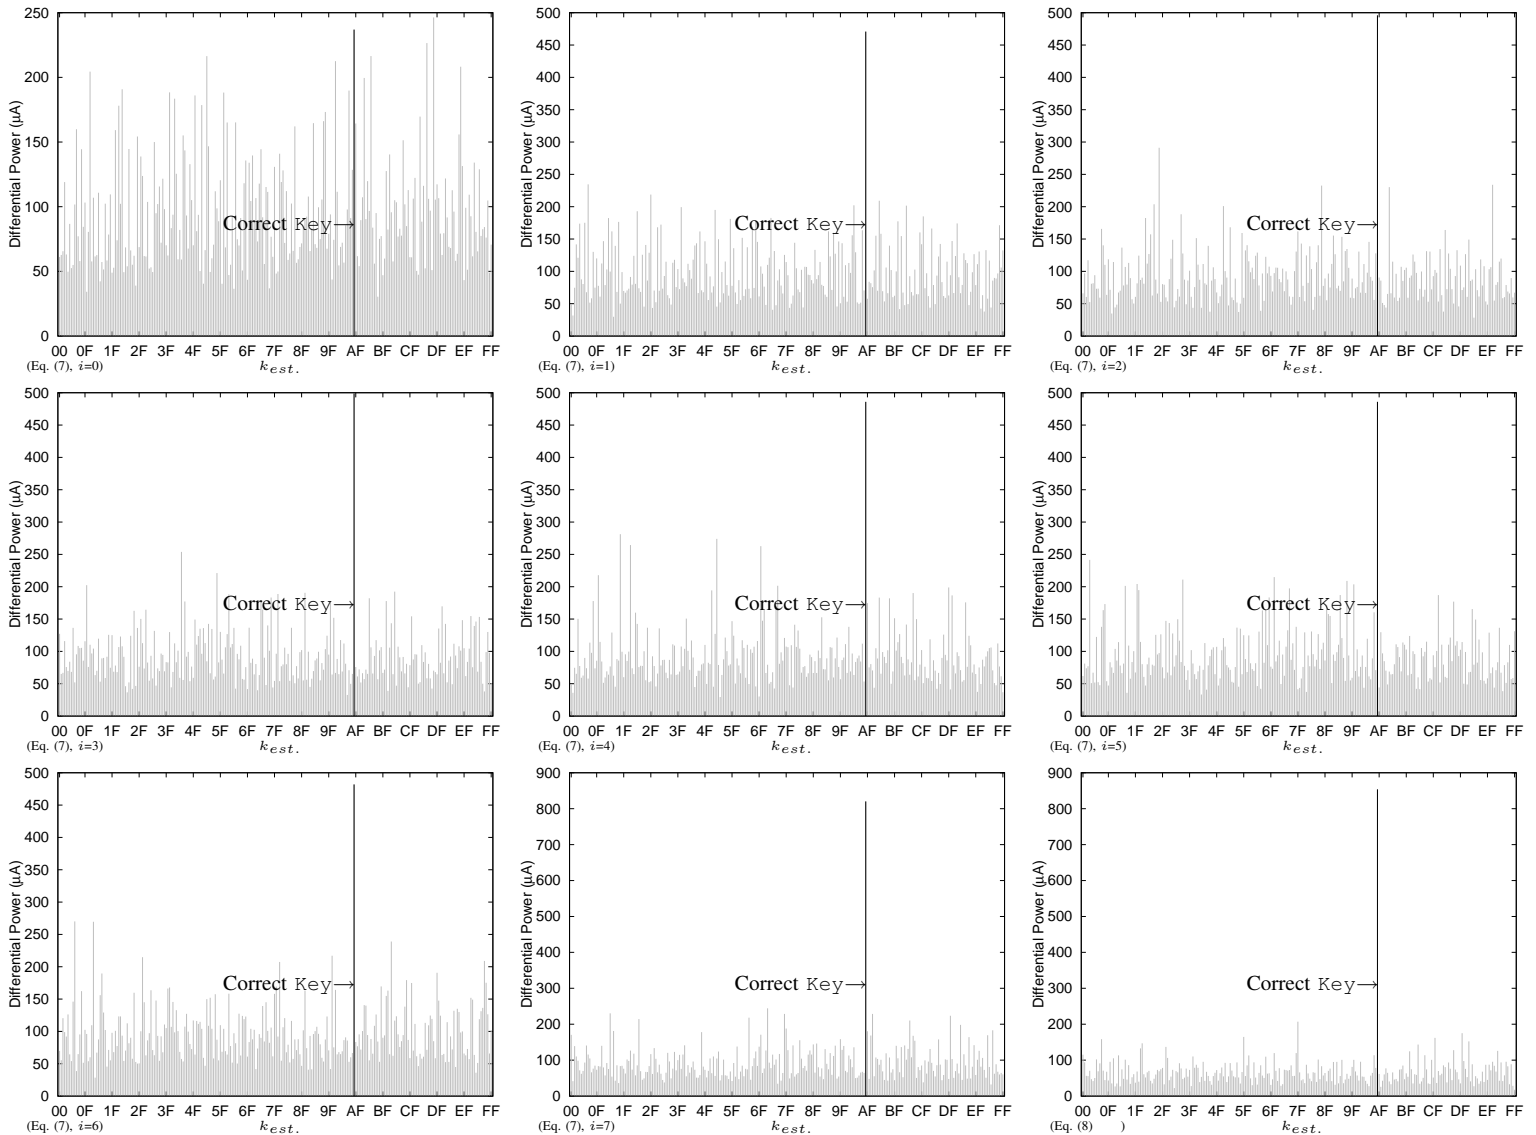 Differential Power (µA)
250
200
150
100
50
0
Correct Key→
00 0F 1F 2F 3F 4F 5F 6F 7F 8F 9F AF BF CF DF EF FF
(Eq. (7), i=0)
k_est.
Differential Power (µA)
500
450
400
350
300
250
200
150
100
50
0
Correct Key→
00 0F 1F 2F 3F 4F 5F 6F 7F 8F 9F AF BF CF DF EF FF
(Eq. (7), i=1)
k_est.
Differential Power (µA)
500
450
400
350
300
250
200
150
100
50
0
Correct Key→
00 0F 1F 2F 3F 4F 5F 6F 7F 8F 9F AF BF CF DF EF FF
(Eq. (7), i=2)
k_est.
Differential Power (µA)
500
450
400
350
300
250
200
150
100
50
0
Correct Key→
00 0F 1F 2F 3F 4F 5F 6F 7F 8F 9F AF BF CF DF EF FF
(Eq. (7), i=3)
k_est.
Differential Power (µA)
500
450
400
350
300
250
200
150
100
50
0
Correct Key→
00 0F 1F 2F 3F 4F 5F 6F 7F 8F 9F AF BF CF DF EF FF
(Eq. (7), i=4)
k_est.
Differential Power (µA)
500
450
400
350
300
250
200
150
100
50
0
Correct Key→
00 0F 1F 2F 3F 4F 5F 6F 7F 8F 9F AF BF CF DF EF FF
(Eq. (7), i=5)
k_est.
Differential Power (µA)
500
450
400
350
300
250
200
150
100
50
0
Correct Key→
00 0F 1F 2F 3F 4F 5F 6F 7F 8F 9F AF BF CF DF EF FF
(Eq. (7), i=6)
k_est.
Differential Power (µA)
900
800
700
600
500
400
300
200
100
0
Correct Key→
00 0F 1F 2F 3F 4F 5F 6F 7F 8F 9F AF BF CF DF EF FF
(Eq. (7), i=7)
k_est.
Differential Power (µA)
900
800
700
600
500
400
300
200
100
0
Correct Key→
00 0F 1F 2F 3F 4F 5F 6F 7F 8F 9F AF BF CF DF EF FF
(Eq. (8) )
k_est.